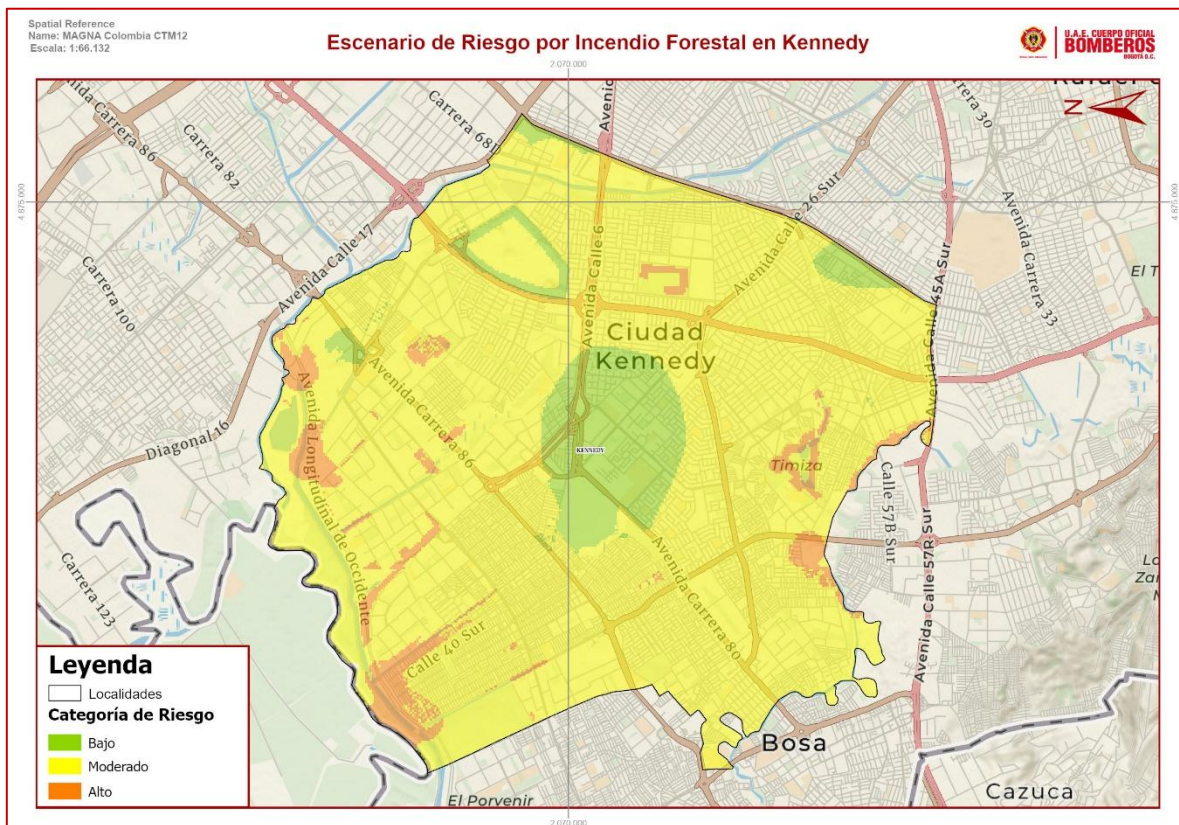 Spatial Reference
Name: MAGNA Colombia CTM12
Escala: 1:66.132
Escenario de Riesgo por Incendio Forestal en Kennedy
U.A.E. CUERPO OFICIAL
BOMBEROS
BOGOTÁ D.C.
2.070.000
N
Avenida Carrera 86
Carrera 82
Carrera 68D
Carrera 30
4.875.000
4.875.000
Avenida Calle 17
Avenida Calle 6
Avenida Calle 26 Sur
Avenida Carrera 33
Carrera 100
El T
Avenida Calle 45A Sur
Ciudad
Kennedy
Diagonal 16
Avenida Longitudinal de Occidente
Avenida Carrera 86
KENNEDY
Timiza
Calle 57B Sur
Avenida Calle 57R Sur
Carrera 123
Calle 40 Sur
Avenida Carrera 80
Bosa
Cazuca
El Porvenir
Leyenda
Localidades
Categoría de Riesgo
Bajo
Moderado
Alto
2.070.000